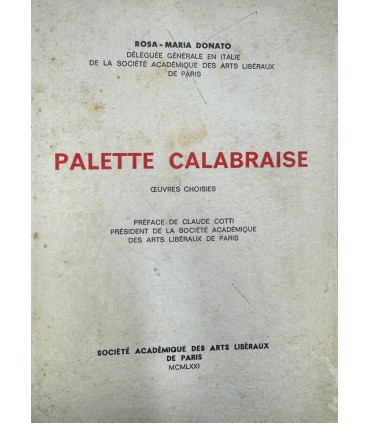 ROSA-MARIA DONATO
DÉLÉGUÉE GÉNÉRALE EN ITALIE
DE LA SOCIÉTÉ ACADÉMIQUE DES ARTS LIBÉRAUX
DE PARIS
PALETTE CALABRAISE
ŒUVRES CHOISIES
PRÉFACE DE CLAUDE COTTI
PRÉSIDENT DE LA SOCIÉTÉ ACADÉMIQUE
DES ARTS LIBÉRAUX DE PARIS
SOCIÉTÉ ACADÉMIQUE DES ARTS LIBÉRAUX
DE PARIS
MCMLXXI